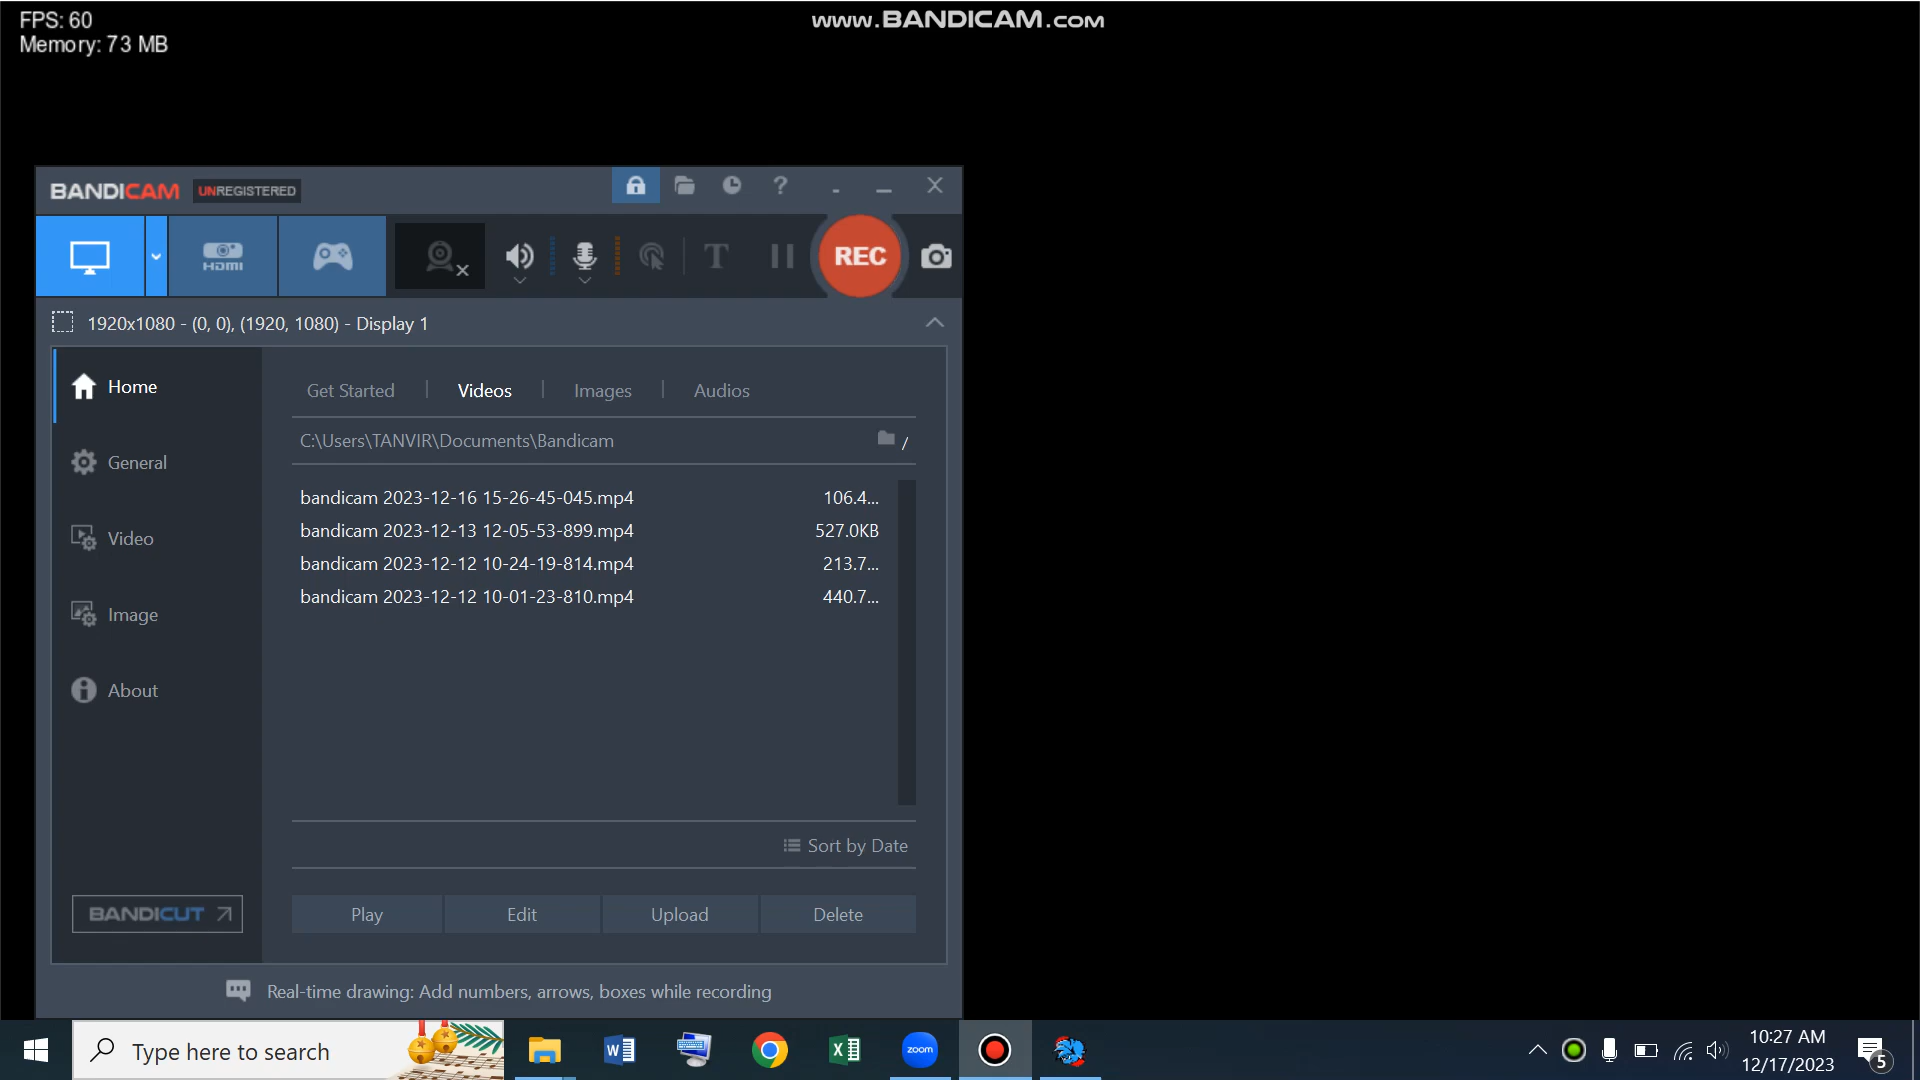 FPS: 60
Memory: 73 MB
www.BANDICAM.com
BANDICAM UNREGISTERED
HDMI
T
REC
1920x1080 - (0, 0), (1920, 1080) - Display 1
Home
General
Video
Image
About
Get Started | Videos | Images | Audios
C:\Users\TANVIR\Documents\Bandicam
/
bandicam 2023-12-16 15-26-45-045.mp4 106.4...
bandicam 2023-12-13 12-05-53-899.mp4 527.0KB
bandicam 2023-12-12 10-24-19-814.mp4 213.7...
bandicam 2023-12-12 10-01-23-810.mp4 440.7...
Sort by Date
BANDICUT
Play Edit Upload Delete
Real-time drawing: Add numbers, arrows, boxes while recording
Type here to search
zoom
10:27 AM
12/17/2023
5